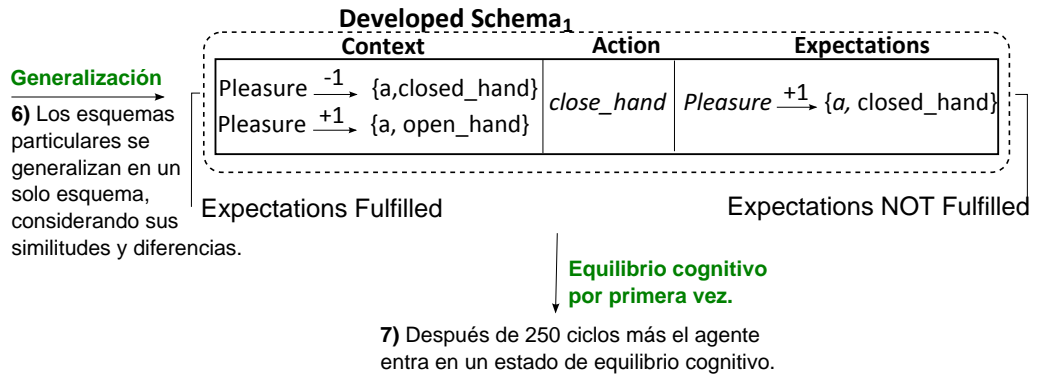 Developed Schema1
Context Action Expectations
Generalización
6) Los esquemas
particulares se
generalizan en un
solo esquema,
considerando sus
similitudes y diferencias.
Pleasure -1 {a,closed_hand}
Pleasure +1 {a, open_hand}
close_hand
Pleasure +1 {a, closed_hand}
Expectations Fulfilled
Expectations NOT Fulfilled
Equilibrio cognitivo
por primera vez.
7) Después de 250 ciclos más el agente
entra en un estado de equilibrio cognitivo.